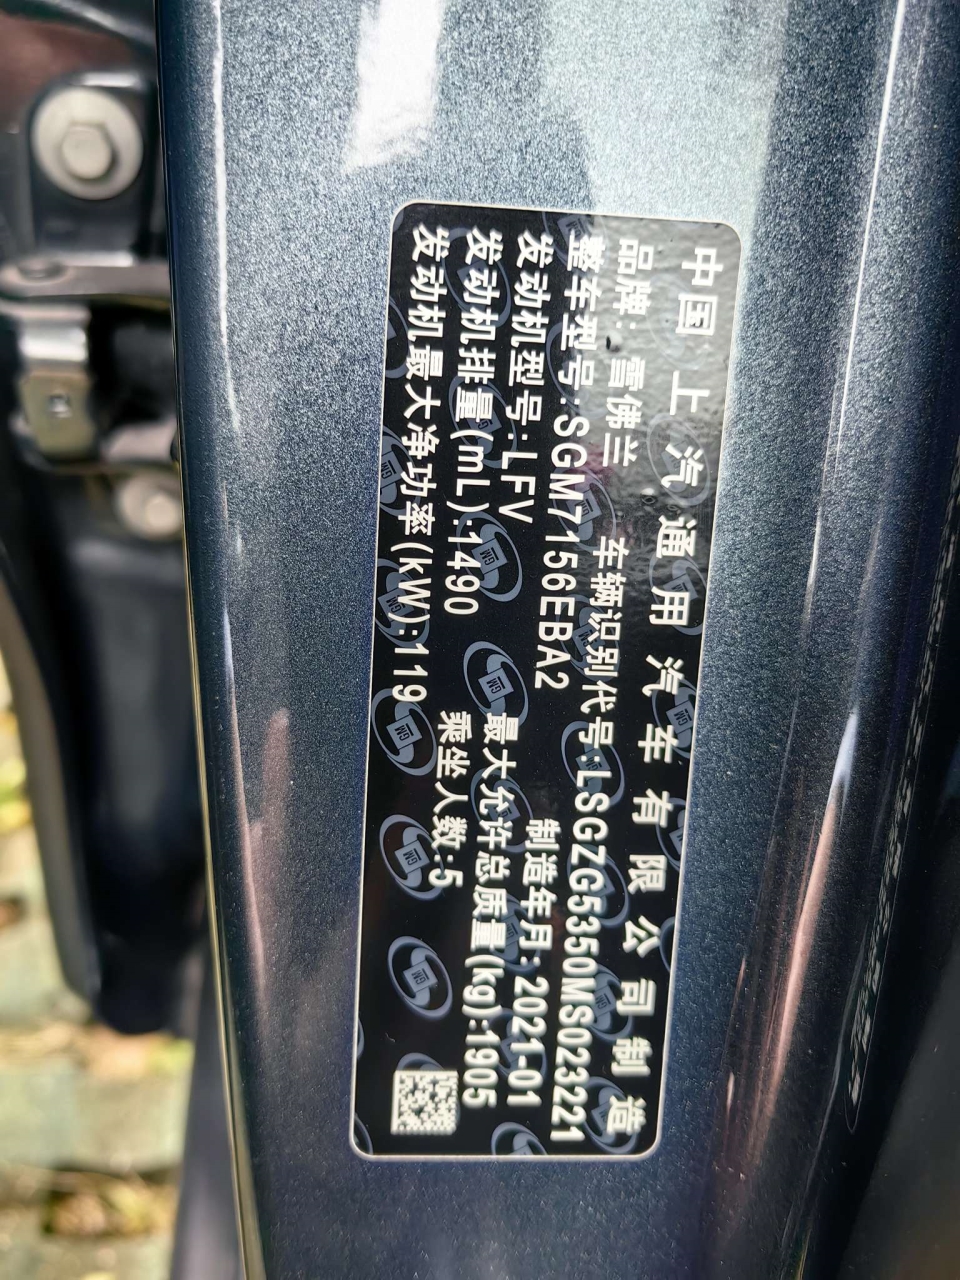 中国 上汽通用汽车有限公司制造
品牌: 雪佛兰 车辆识别代号:LSGZG5350MS023221
整车型号:SGM7156EBA2 制造年月:2021-01
发动机型号:LFV 最大允许总质量(kg):1905
发动机排量(mL):1490 乘坐人数:5
发动机最大净功率(kW):119